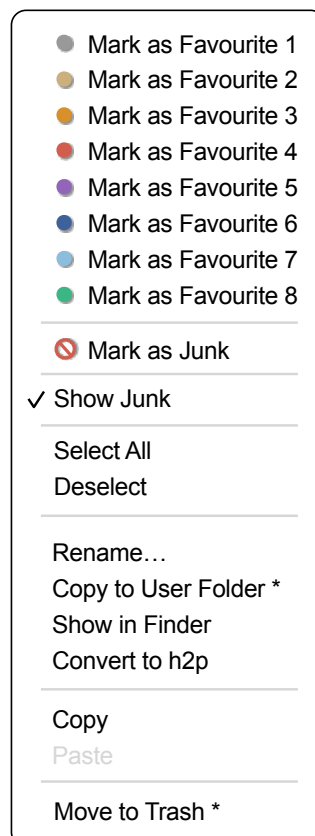 Mark as Favourite 1
Mark as Favourite 2
Mark as Favourite 3
Mark as Favourite 4
Mark as Favourite 5
Mark as Favourite 6
Mark as Favourite 7
Mark as Favourite 8
Mark as Junk
✓ Show Junk
Select All
Deselect
Rename…
Copy to User Folder *
Show in Finder
Convert to h2p
Copy
Paste
Move to Trash *